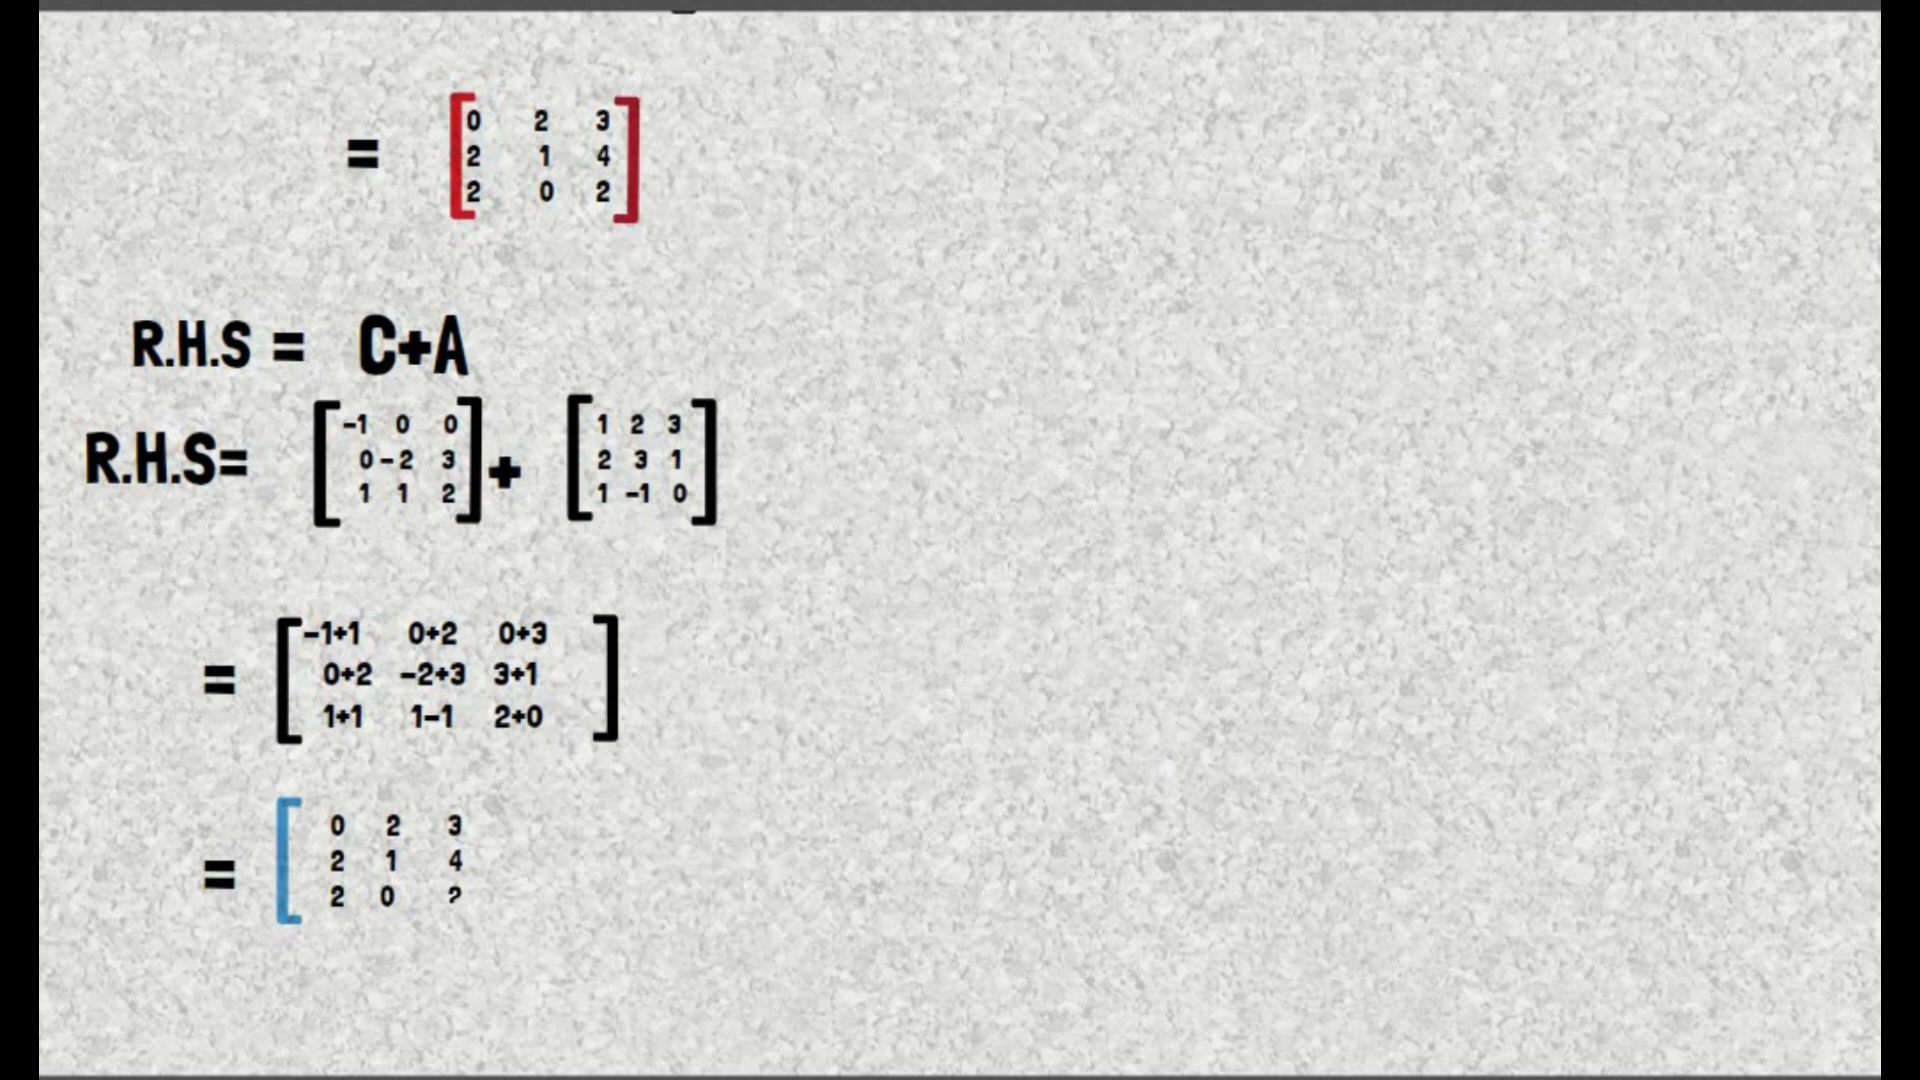 0 2 3
= 2 1 4
2 0 2
R.H.S = C+A
-1 0 0 1 2 3
R.H.S= 0 -2 3 + 2 3 1
1 1 2 1 -1 0
-1+1 0+2 0+3
= 0+2 -2+3 3+1
1+1 1-1 2+0
0 2 3
= 2 1 4
2 0